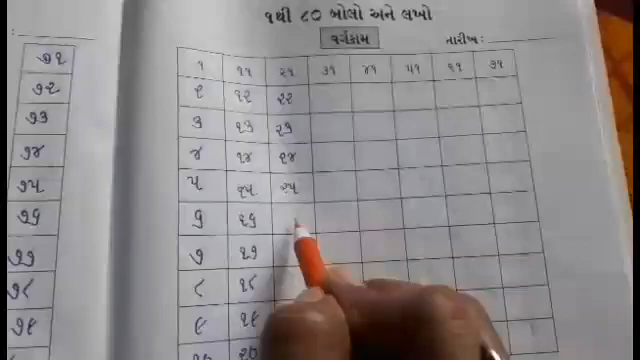 ૧થી ૮૦ બોલો અને લખો
વર્ગકામ તારીખ:
૭૧ ૧ ૧૧ ૨૧ ૩૧ ૪૧ ૫૧ ૬૧ ૭૧
૭૨ ૨ ૧૨ ૨૨
૭૩ ૩ ૧૩ ૨૩
૭૪ ૪ ૧૪ ૨૪
૭૫ ૫ ૧૫ ૨૫
૭૬ ૬ ૧૬
૭૭ ૭ ૧૭
૭૮ ૮ ૧૮
૭૯ ૯ ૧૯
૨૦